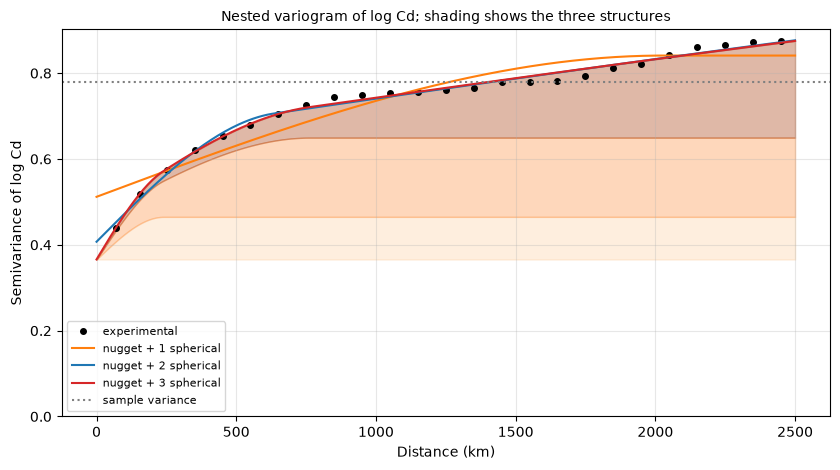 Nested variogram of log Cd; shading shows the three structures
Semivariance of log Cd
0.8
0.6
0.4
0.2
0.0
experimental
nugget + 1 spherical
nugget + 2 spherical
nugget + 3 spherical
sample variance
0 500 1000 1500 2000 2500
Distance (km)